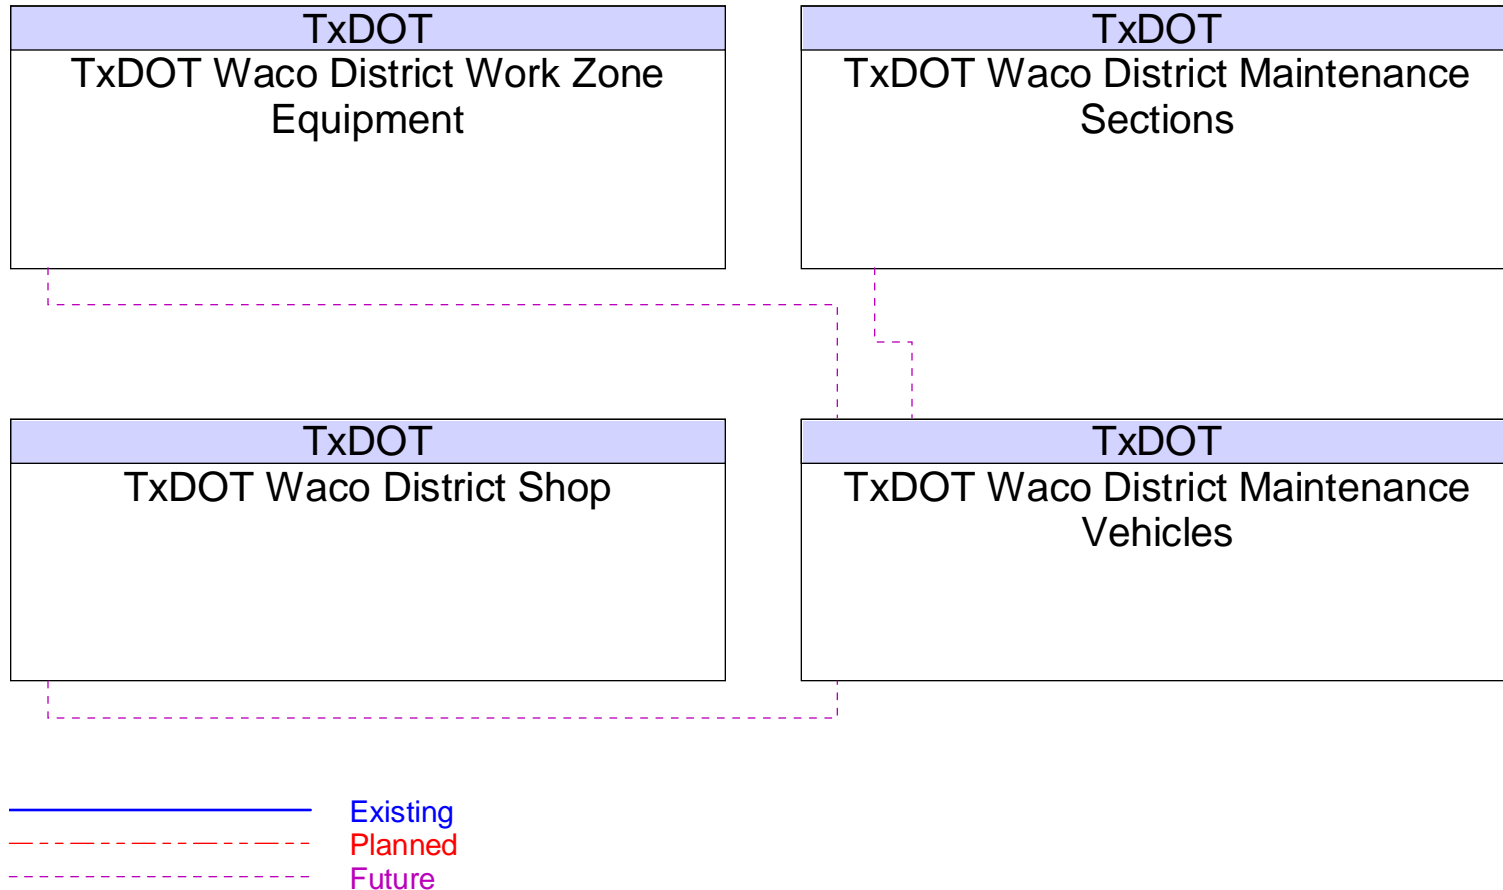 TxDOT
TxDOT Waco District Work Zone
Equipment
TxDOT
TxDOT Waco District Maintenance
Sections
TxDOT
TxDOT Waco District Shop
TxDOT
TxDOT Waco District Maintenance
Vehicles
Existing
Planned
Future